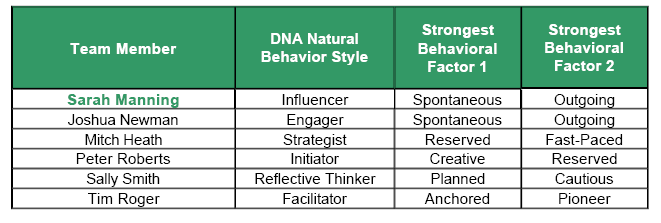 Team Member DNA Natural Behavior Style Strongest Behavioral Factor 1 Strongest Behavioral Factor 2
Sarah Manning Influencer Spontaneous Outgoing
Joshua Newman Engager Spontaneous Outgoing
Mitch Heath Strategist Reserved Fast-Paced
Peter Roberts Initiator Creative Reserved
Sally Smith Reflective Thinker Planned Cautious
Tim Roger Facilitator Anchored Pioneer